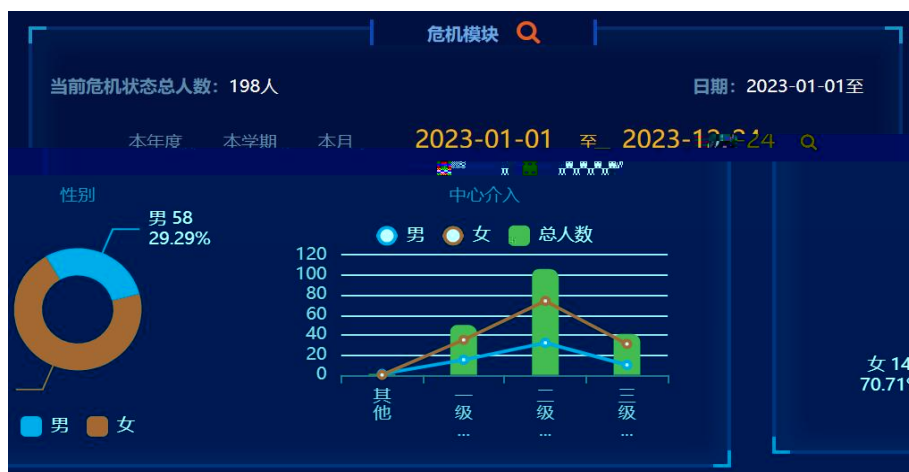 危机模块
当前危机状态总人数：198人
日期：2023-01-01至
本年度 本学期 本月 2023-01-01 至 2023-12-24
性别
中心介入
男 58
29.29%
男 女 总人数
120
100
80
60
40
20
0
其他 一级... 二级... 三级...
女 14
70.71%
男 女